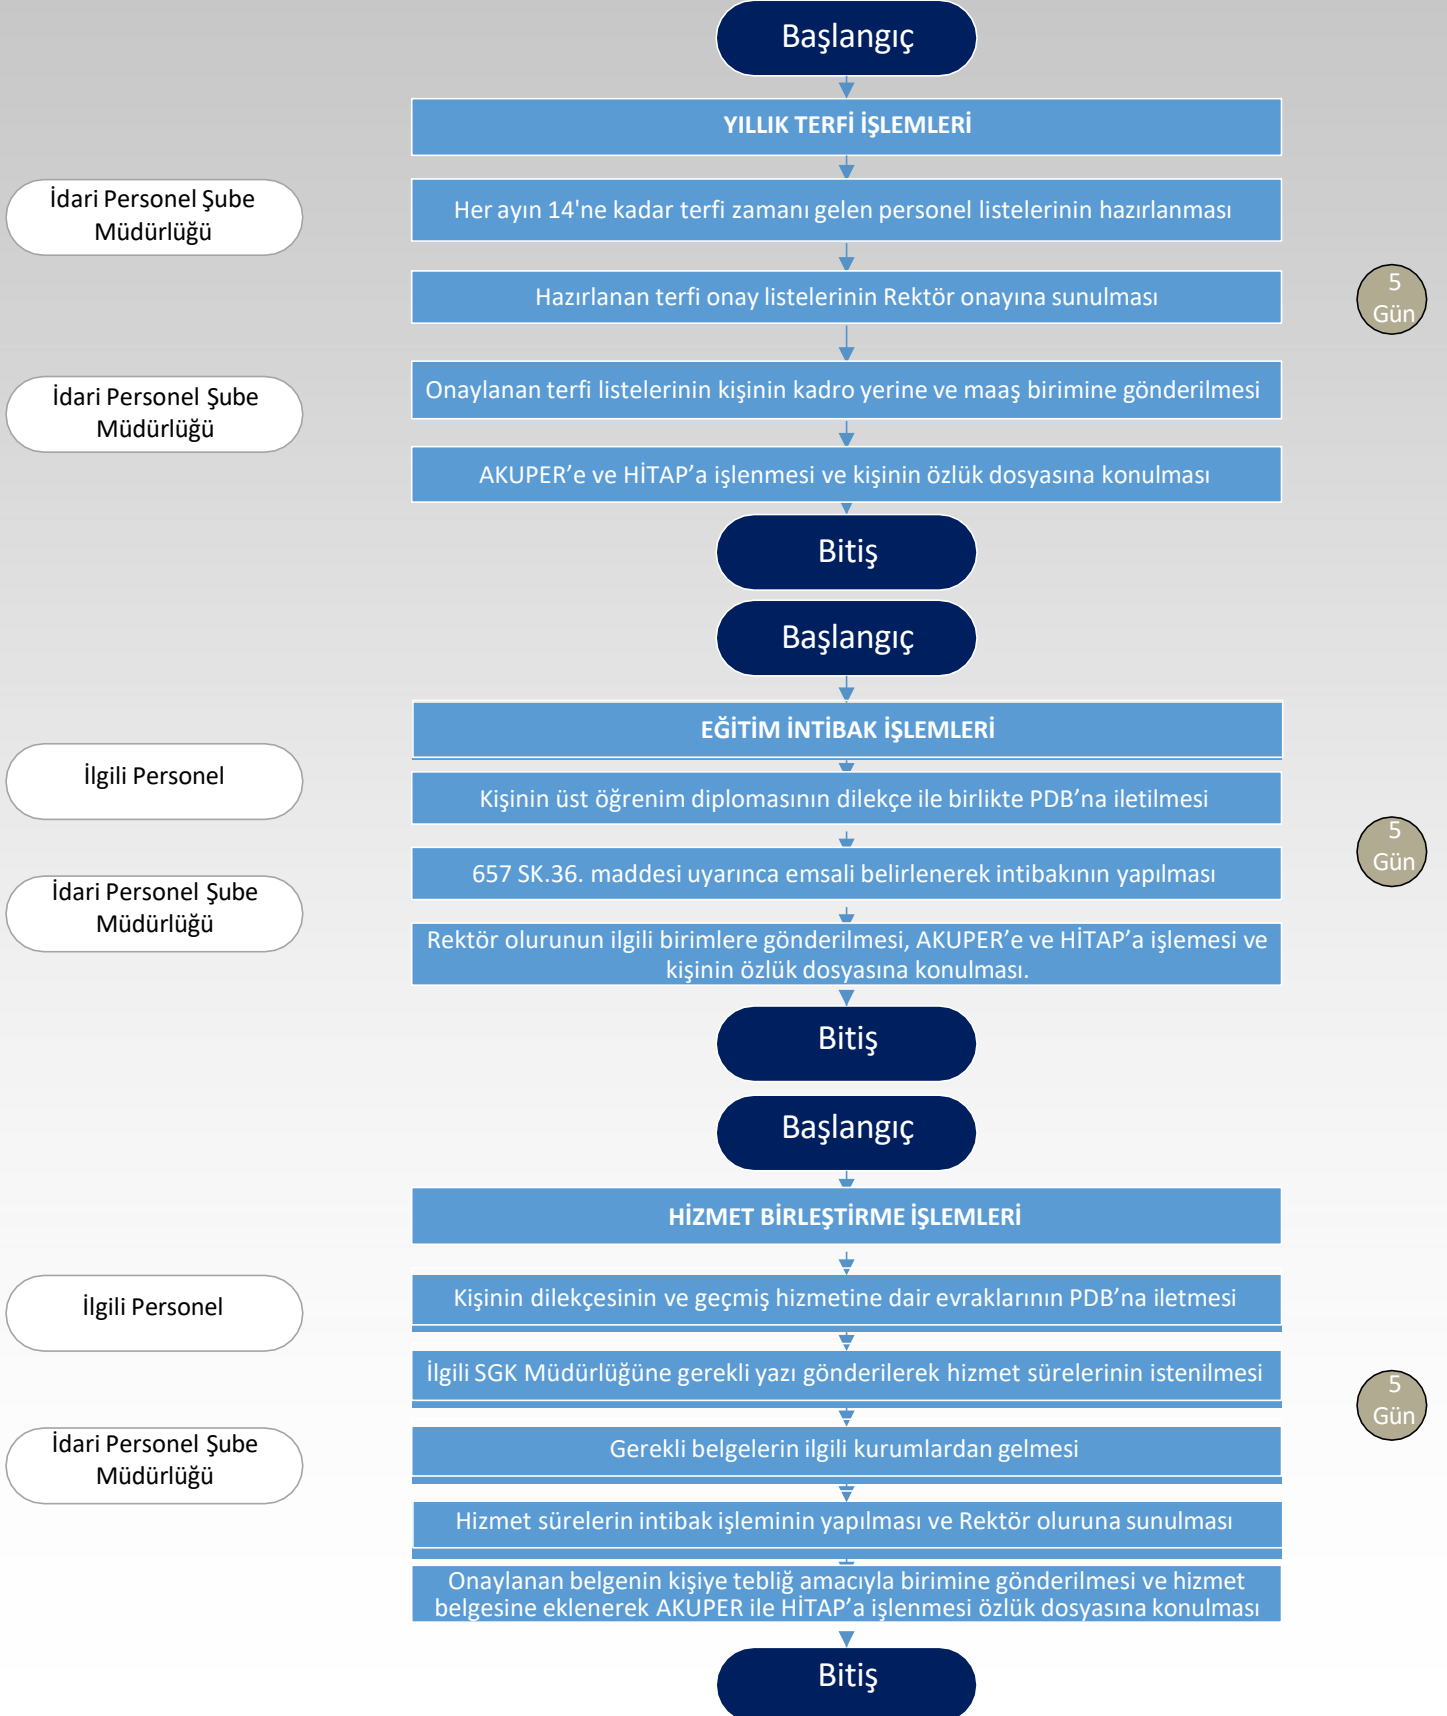 Başlangıç
YILLIK TERFİ İŞLEMLERİ
İdari Personel Şube
Müdürlüğü
Her ayın 14'ne kadar terfi zamanı gelen personel listelerinin hazırlanması
Hazırlanan terfi onay listelerinin Rektör onayına sunulması
5
Gün
İdari Personel Şube
Müdürlüğü
Onaylanan terfi listelerinin kişinin kadro yerine ve maaş birimine gönderilmesi
AKUPER’e ve HİTAP’a işlenmesi ve kişinin özlük dosyasına konulması
Bitiş
Başlangıç
EĞİTİM İNTİBAK İŞLEMLERİ
İlgili Personel
Kişinin üst öğrenim diplomasının dilekçe ile birlikte PDB’na iletilmesi
5
Gün
657 SK.36. maddesi uyarınca emsali belirlenerek intibakının yapılması
İdari Personel Şube
Müdürlüğü
Rektör olurunun ilgili birimlere gönderilmesi, AKUPER’e ve HİTAP’a işlemesi ve
kişinin özlük dosyasına konulması.
Bitiş
Başlangıç
HİZMET BİRLEŞTİRME İŞLEMLERİ
İlgili Personel
Kişinin dilekçesinin ve geçmiş hizmetine dair evraklarının PDB’na iletmesi
İlgili SGK Müdürlüğüne gerekli yazı gönderilerek hizmet sürelerinin istenilmesi
5
Gün
İdari Personel Şube
Müdürlüğü
Gerekli belgelerin ilgili kurumlardan gelmesi
Hizmet sürelerin intibak işleminin yapılması ve Rektör oluruna sunulması
Onaylanan belgenin kişiye tebliğ amacıyla birimine gönderilmesi ve hizmet
belgesine eklenerek AKUPER ile HİTAP’a işlenmesi özlük dosyasına konulması
Bitiş